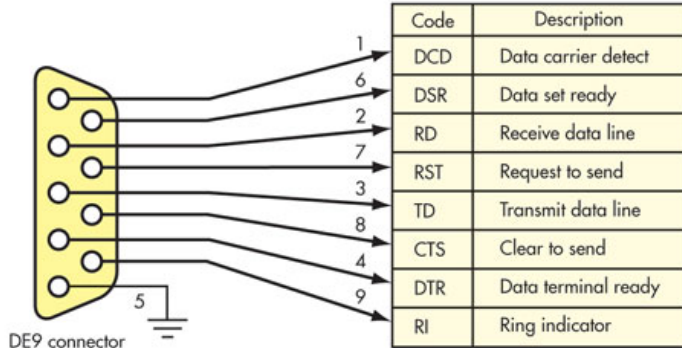 Code Description
1 DCD Data carrier detect
6 DSR Data set ready
2 RD Receive data line
7 RST Request to send
3 TD Transmit data line
8 CTS Clear to send
4 DTR Data terminal ready
9 RI Ring indicator
5
DE9 connector